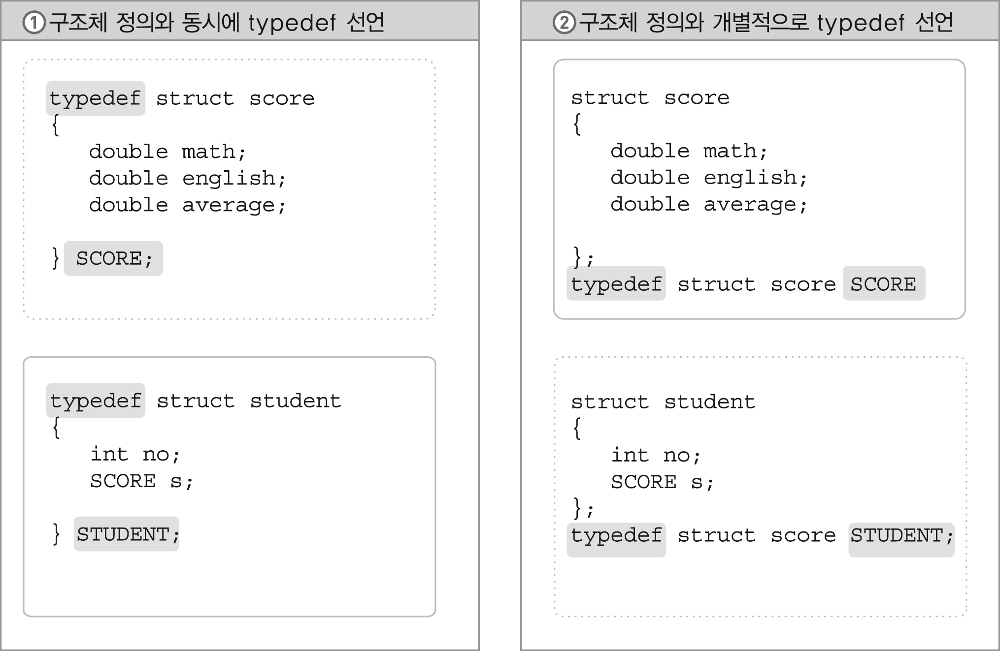 ① 구조체 정의와 동시에 typedef 선언
typedef struct score
{
double math;
double english;
double average;
} SCORE;
typedef struct student
{
int no;
SCORE s;
} STUDENT;
② 구조체 정의와 개별적으로 typedef 선언
struct score
{
double math;
double english;
double average;
};
typedef struct score SCORE
struct student
{
int no;
SCORE s;
};
typedef struct score STUDENT;